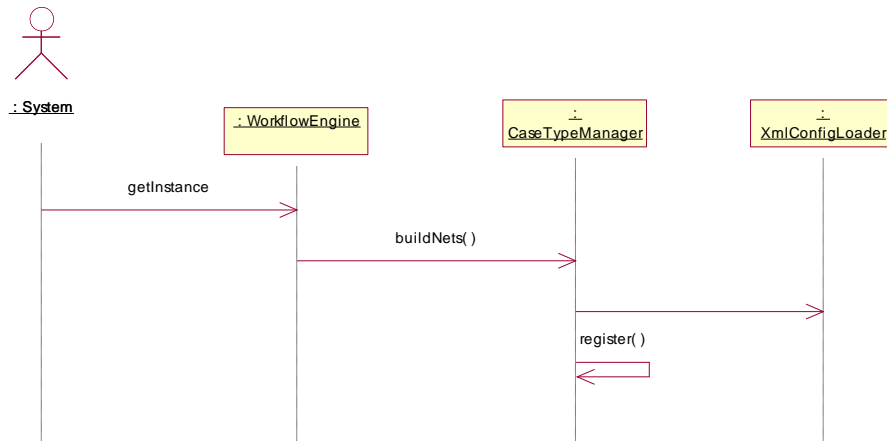 : System
: WorkflowEngine
:
CaseTypeManager
:
XmlConfigLoader
getInstance
buildNets( )
register( )